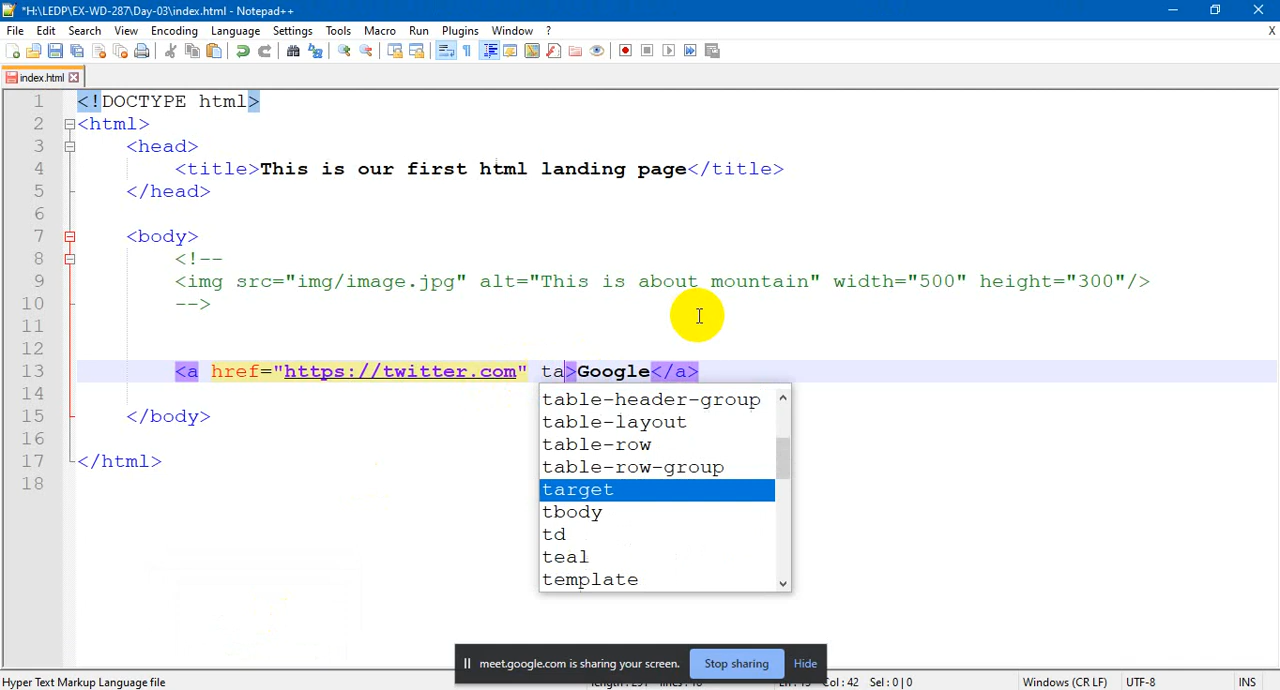 *H:\LEDP\EX-WD-287\Day-03\index.html - Notepad++
File Edit Search View Encoding Language Settings Tools Macro Run Plugins Window ? X
index.html
1 <!DOCTYPE html>
2 <html>
3 <head>
4 <title>This is our first html landing page</title>
5 </head>
6
7 <body>
8 <!--
9 <img src="img/image.jpg" alt="This is about mountain" width="500" height="300"/>
10 -->
11
12
13 <a href="https://twitter.com" ta>Google</a>
14
15 </body>
16
17 </html>
18
table-header-group
table-layout
table-row
table-row-group
target
tbody
td
teal
template
meet.google.com is sharing your screen. Stop sharing Hide
Hyper Text Markup Language file Col : 42 Sel : 0 | 0 Windows (CR LF) UTF-8 INS